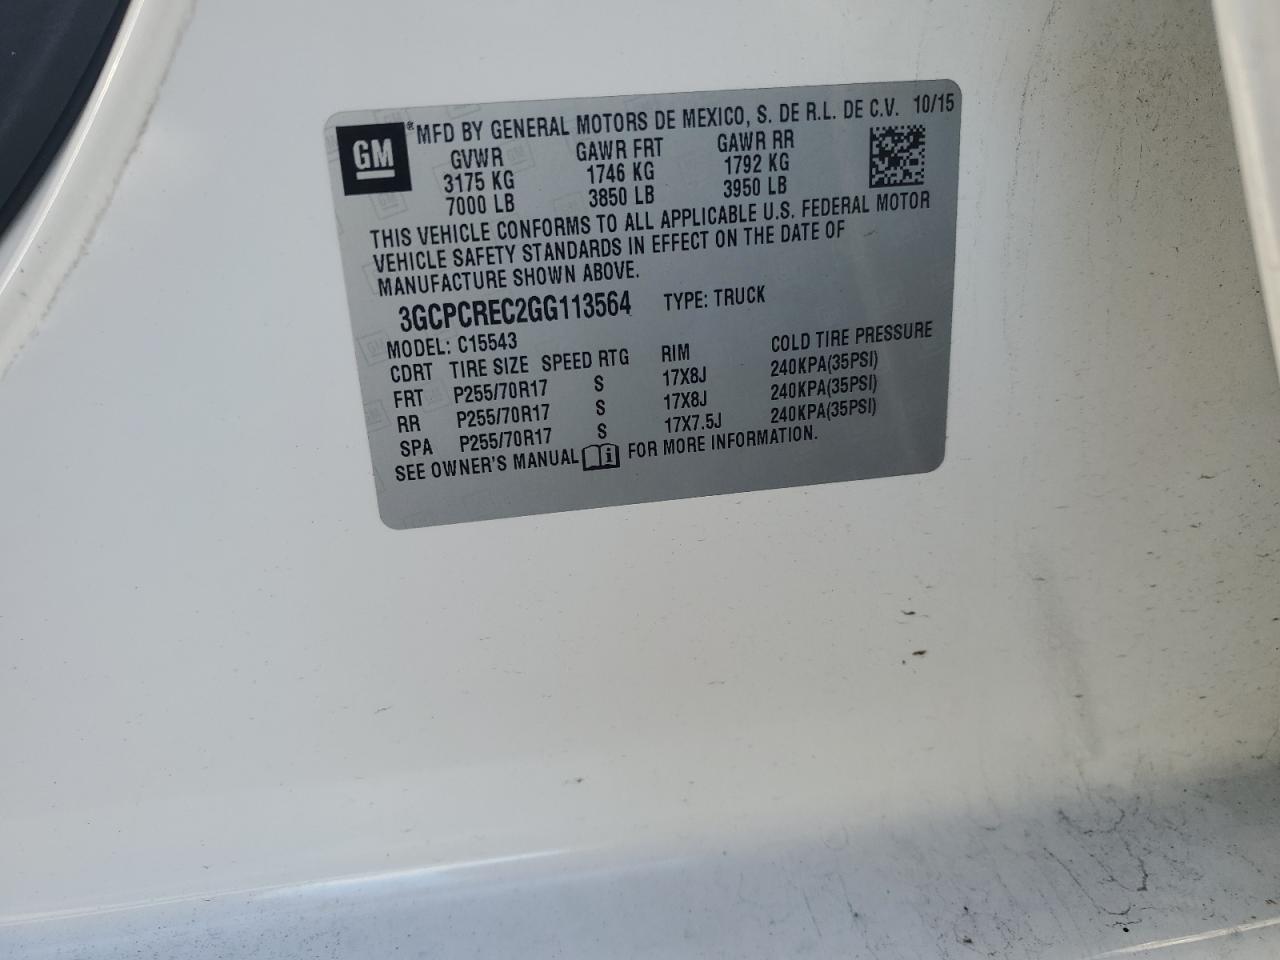 GM ® MFD BY GENERAL MOTORS DE MEXICO, S. DE R.L. DE C.V. 10/15
GVWR GAWR FRT GAWR RR
3175 KG 1746 KG 1792 KG
7000 LB 3850 LB 3950 LB
THIS VEHICLE CONFORMS TO ALL APPLICABLE U.S. FEDERAL MOTOR
VEHICLE SAFETY STANDARDS IN EFFECT ON THE DATE OF
MANUFACTURE SHOWN ABOVE.
3GCPCREC2GG113564 TYPE: TRUCK
MODEL: C15543
CDRT TIRE SIZE SPEED RTG RIM COLD TIRE PRESSURE
FRT P255/70R17 S 17X8J 240KPA(35PSI)
RR P255/70R17 S 17X8J 240KPA(35PSI)
SPA P255/70R17 S 17X7.5J 240KPA(35PSI)
SEE OWNER'S MANUAL FOR MORE INFORMATION.